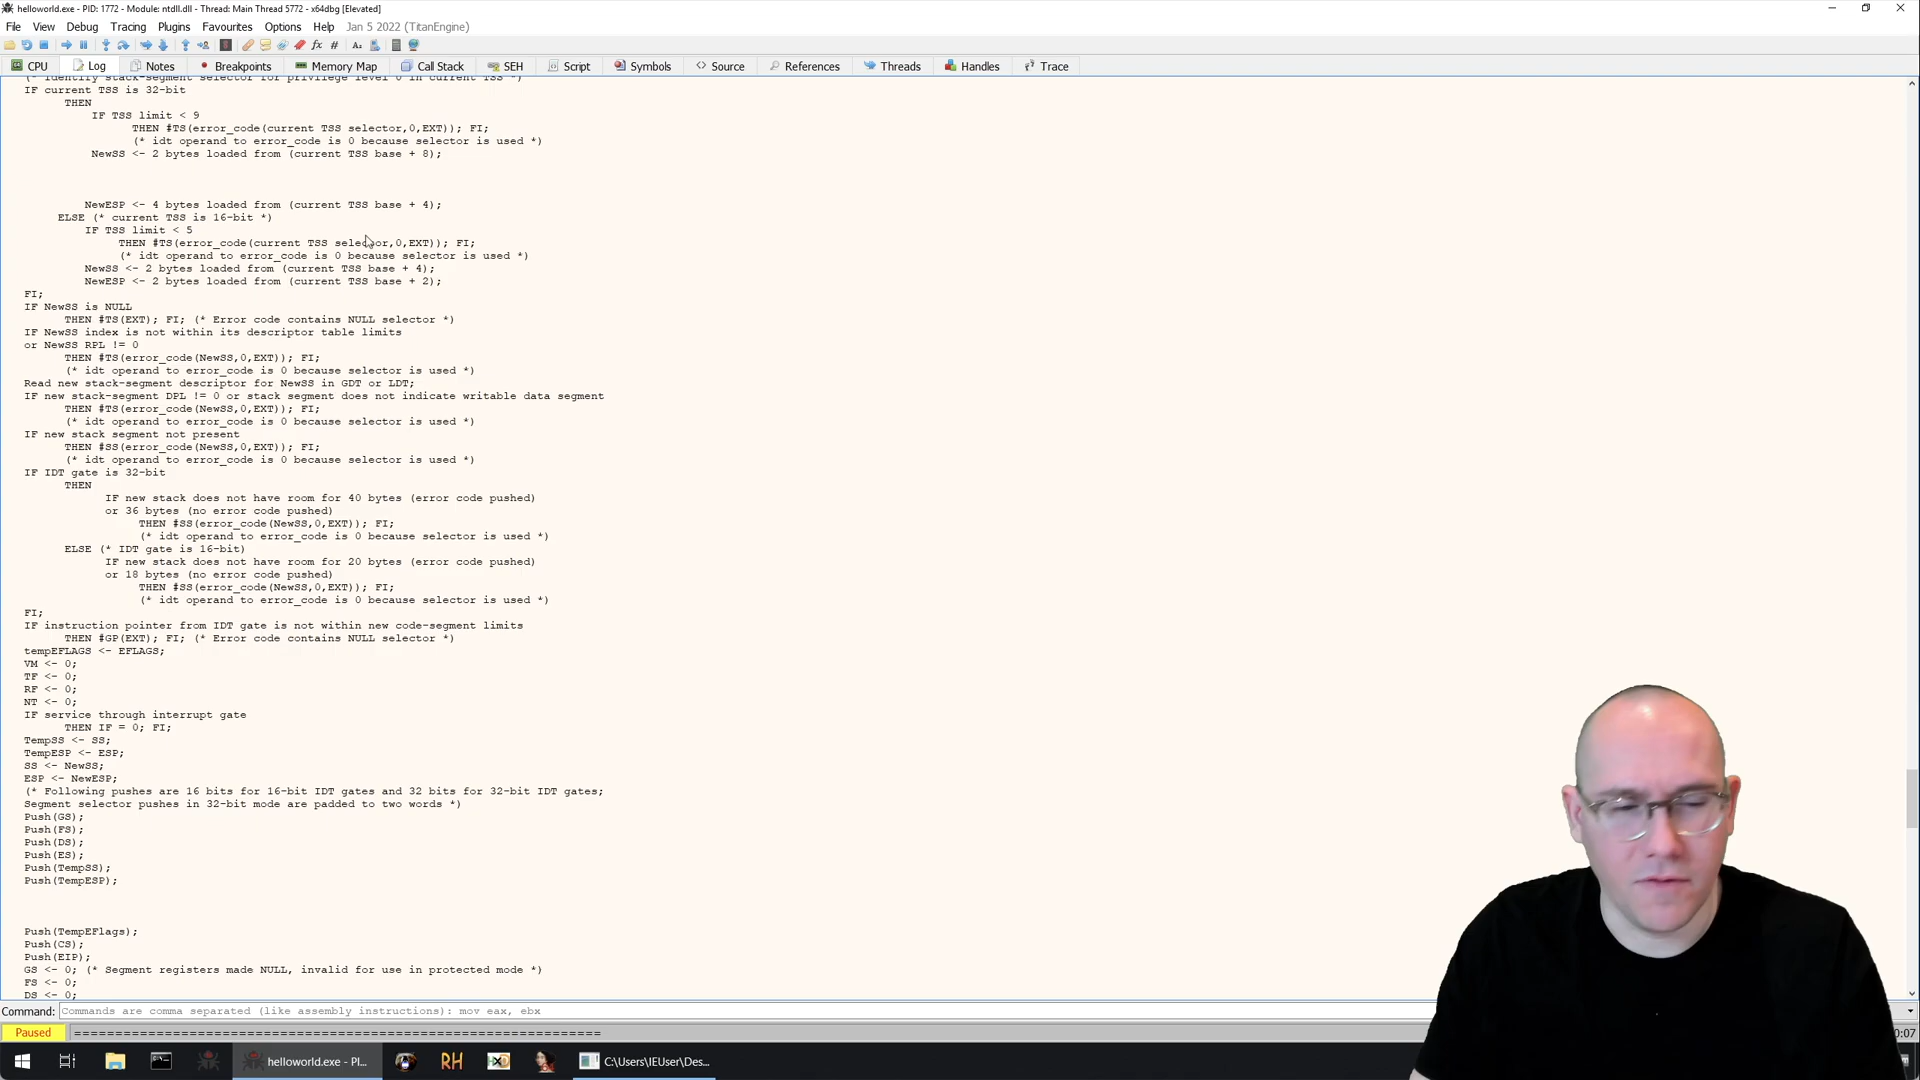 helloworld.exe - PID: 1772 - Module: ntdll.dll - Thread: Main Thread 5772 - x64dbg [Elevated]
File View Debug Tracing Plugins Favourites Options Help Jan 5 2022 (TitanEngine)
CPU Log Notes Breakpoints Memory Map Call Stack SEH Script Symbols Source References Threads Handles Trace
(* Identify stack-segment selector for privilege level 0 in current TSS *)
IF current TSS is 32-bit
THEN
IF TSS limit < 9
THEN #TS(error_code(current TSS selector,0,EXT)); FI;
(* idt operand to error_code is 0 because selector is used *)
NewSS <- 2 bytes loaded from (current TSS base + 8);
NewESP <- 4 bytes loaded from (current TSS base + 4);
ELSE (* current TSS is 16-bit *)
IF TSS limit < 5
THEN #TS(error_code(current TSS selector,0,EXT)); FI;
(* idt operand to error_code is 0 because selector is used *)
NewSS <- 2 bytes loaded from (current TSS base + 4);
NewESP <- 2 bytes loaded from (current TSS base + 2);
FI;
IF NewSS is NULL
THEN #TS(EXT); FI; (* Error code contains NULL selector *)
IF NewSS index is not within its descriptor table limits
or NewSS RPL != 0
THEN #TS(error_code(NewSS,0,EXT)); FI;
(* idt operand to error_code is 0 because selector is used *)
Read new stack-segment descriptor for NewSS in GDT or LDT;
IF new stack-segment DPL != 0 or stack segment does not indicate writable data segment
THEN #TS(error_code(NewSS,0,EXT)); FI;
(* idt operand to error_code is 0 because selector is used *)
IF new stack segment not present
THEN #SS(error_code(NewSS,0,EXT)); FI;
(* idt operand to error_code is 0 because selector is used *)
IF IDT gate is 32-bit
THEN
IF new stack does not have room for 40 bytes (error code pushed)
or 36 bytes (no error code pushed)
THEN #SS(error_code(NewSS,0,EXT)); FI;
(* idt operand to error_code is 0 because selector is used *)
ELSE (* IDT gate is 16-bit)
IF new stack does not have room for 20 bytes (error code pushed)
or 18 bytes (no error code pushed)
THEN #SS(error_code(NewSS,0,EXT)); FI;
(* idt operand to error_code is 0 because selector is used *)
FI;
IF instruction pointer from IDT gate is not within new code-segment limits
THEN #GP(EXT); FI; (* Error code contains NULL selector *)
tempEFLAGS <- EFLAGS;
VM <- 0;
TF <- 0;
RF <- 0;
NT <- 0;
IF service through interrupt gate
THEN IF = 0; FI;
TempSS <- SS;
TempESP <- ESP;
SS <- NewSS;
ESP <- NewESP;
(* Following pushes are 16 bits for 16-bit IDT gates and 32 bits for 32-bit IDT gates;
Segment selector pushes in 32-bit mode are padded to two words *)
Push(GS);
Push(FS);
Push(DS);
Push(ES);
Push(TempSS);
Push(TempESP);
Push(TempEFlags);
Push(CS);
Push(EIP);
GS <- 0; (* Segment registers made NULL, invalid for use in protected mode *)
FS <- 0;
DS <- 0;
Command: Commands are comma separated (like assembly instructions): mov eax, ebx
Paused
helloworld.exe - PI... RH C:\Users\IEUser\Des...